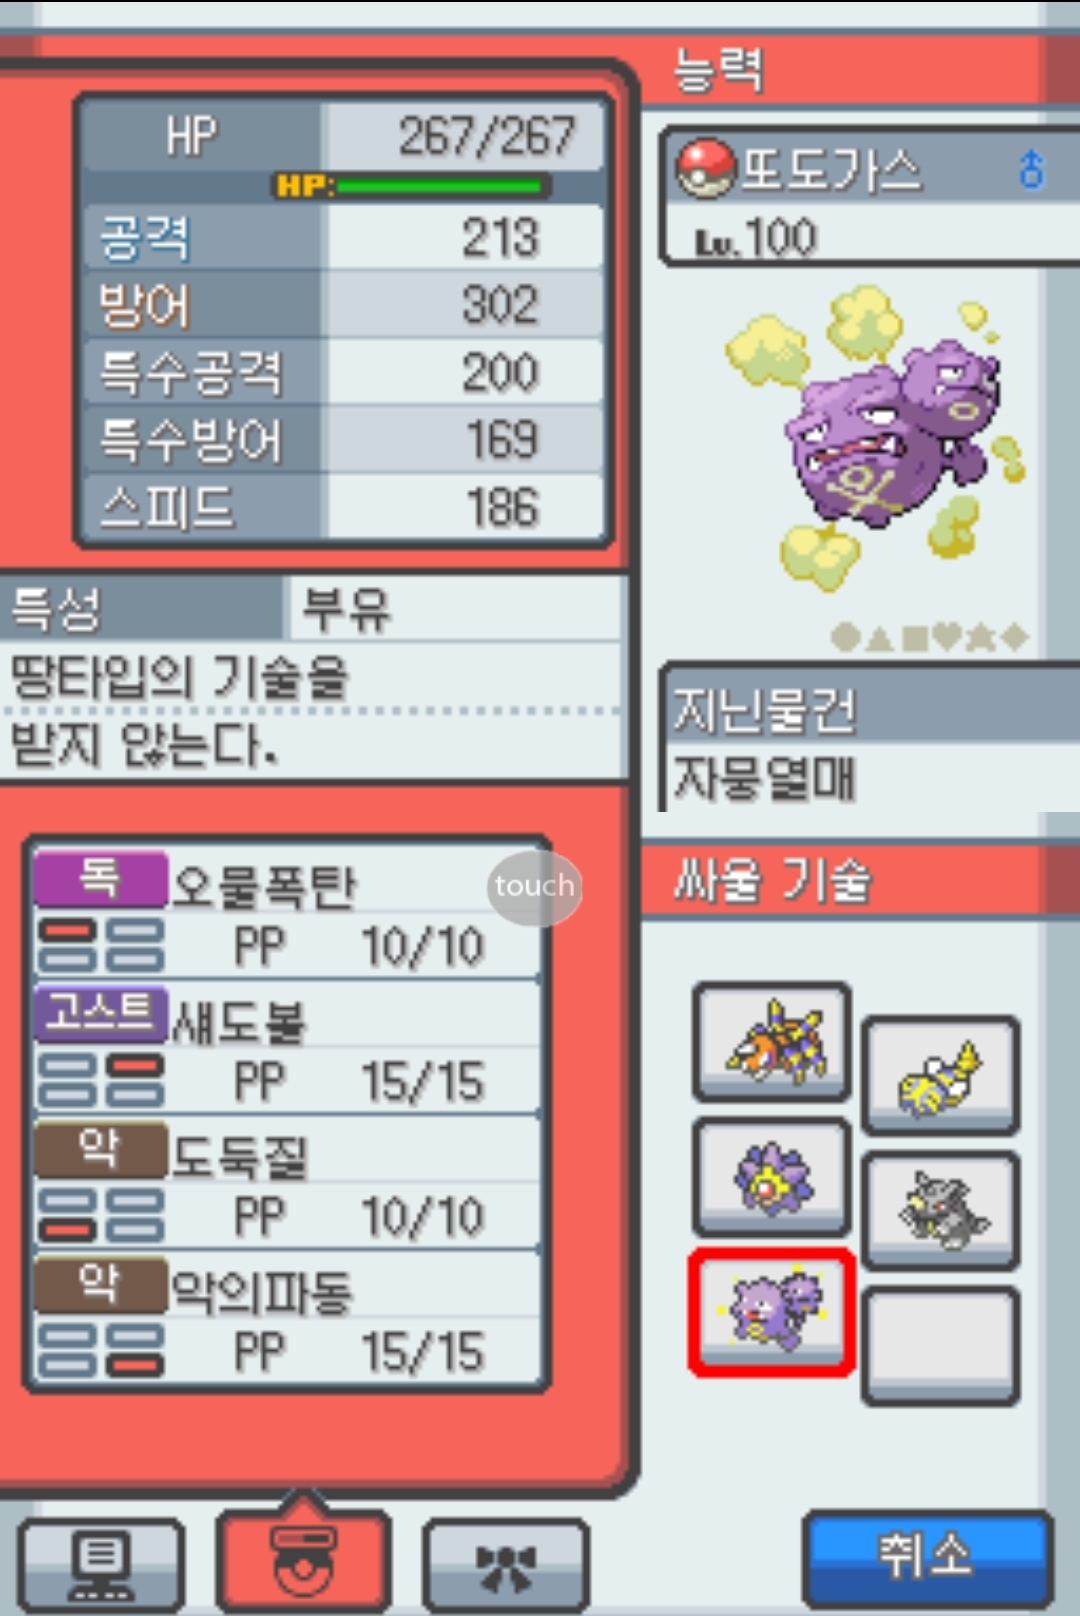 능력
HP 267/267
HP:
공격 213
방어 302
특수공격 200
특수방어 169
스피드 186
또도가스 ♂
Lv.100
특성 부유
땅타입의 기술을
받지 않는다.
지닌물건
자뭉열매
싸울 기술
독 오물폭탄
PP 10/10
고스트 섀도볼
PP 15/15
악 도둑질
PP 10/10
악 악의파동
PP 15/15
touch
취소